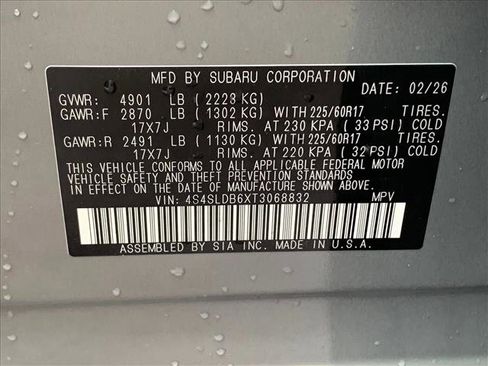 MFD BY SUBARU CORPORATION
DATE: 02/26
GVWR: 4901 LB (2223 KG)
GAWR:F 2870 LB (1302 KG) WITH 225/60R17 TIRES.
17X7J RIMS. AT 230 KPA (33 PSI) COLD
GAWR:R 2491 LB (1130 KG) WITH 225/60R17 TIRES.
17X7J RIMS. AT 220 KPA (32 PSI) COLD
THIS VEHICLE CONFORMS TO ALL APPLICABLE FEDERAL MOTOR
VEHICLE SAFETY AND THEFT PREVENTION STANDARDS
IN EFFECT ON THE DATE OF MANUFACTURE SHOWN ABOVE.
VIN: 4S4SLDB6XT3068832 MPV
ASSEMBLED BY SIA INC. MADE IN U.S.A.